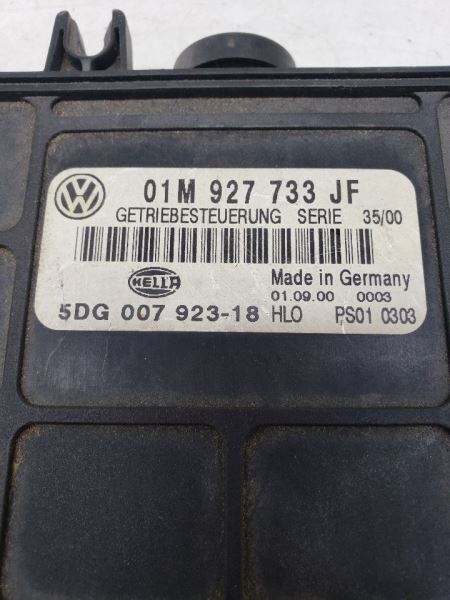 01M 927 733 JF
GETRIEBESTEUERUNG SERIE 35/00
HELLA Made in Germany
01.09.00 0003
5DG 007 923-18 HLO PS01 0303